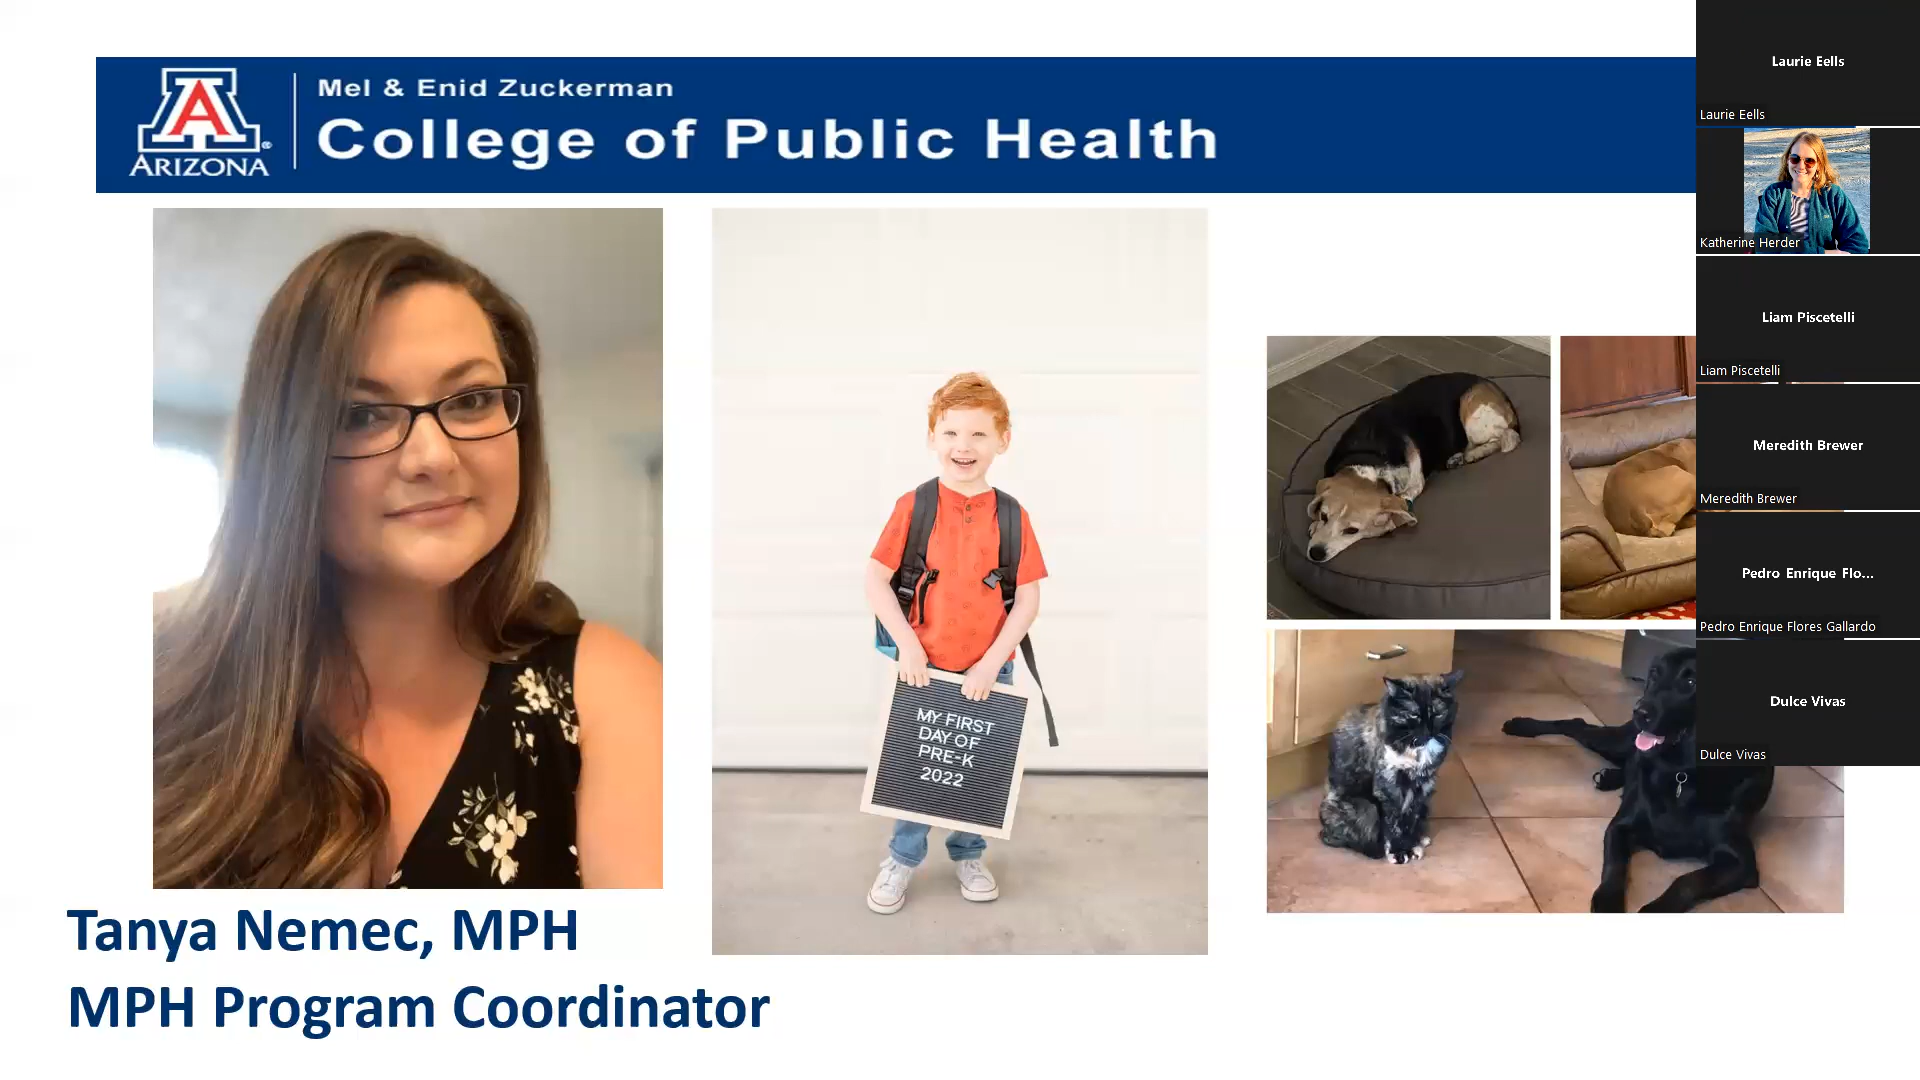 ARIZONA
Mel & Enid Zuckerman
College of Public Health
MY FIRST
DAY OF
PRE-K
2022
Tanya Nemec, MPH
MPH Program Coordinator
Laurie Eells
Laurie Eells
Katherine Herder
Liam Piscetelli
Liam Piscetelli
Meredith Brewer
Meredith Brewer
Pedro Enrique Flo...
Pedro Enrique Flores Gallardo
Dulce Vivas
Dulce Vivas